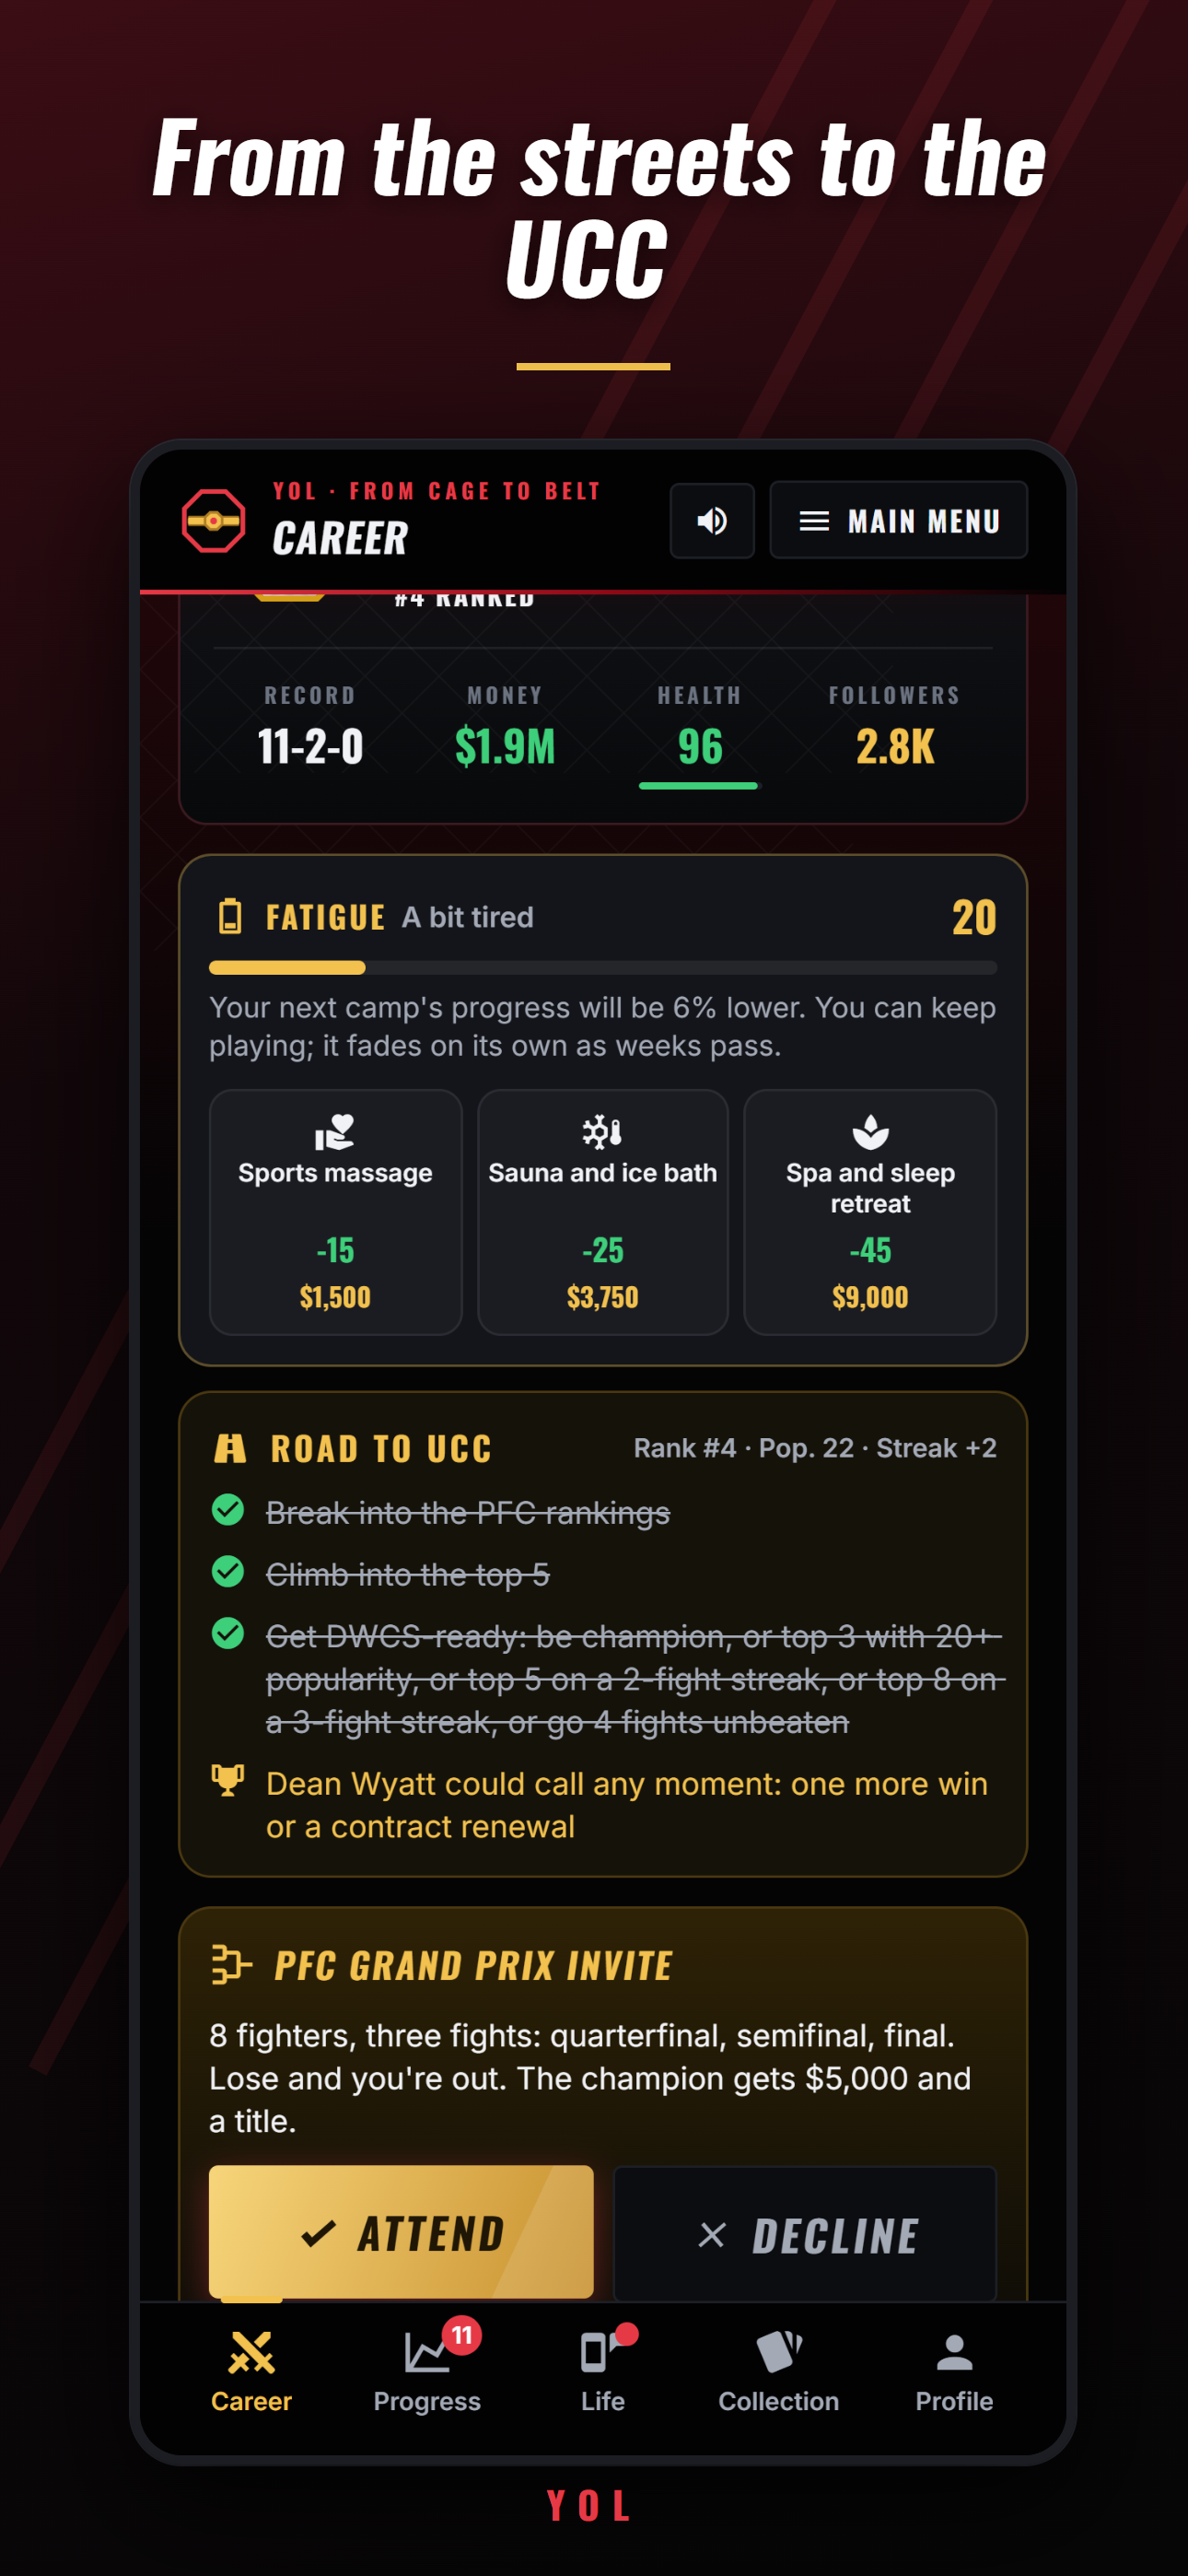 From the streets to the
UCC
YOL · FROM CAGE TO BELT
CAREER
MAIN MENU
#4 RANKED
RECORD
MONEY
HEALTH
FOLLOWERS
11-2-0
$1.9M
96
2.8K
FATIGUE A bit tired
20
Your next camp's progress will be 6% lower. You can keep
playing; it fades on its own as weeks pass.
Sports massage
-15
$1,500
Sauna and ice bath
-25
$3,750
Spa and sleep
retreat
-45
$9,000
ROAD TO UCC
Rank #4 · Pop. 22 · Streak +2
Break into the PFC rankings
Climb into the top 5
Get DWCS-ready: be champion, or top 3 with 20+
popularity, or top 5 on a 2-fight streak, or top 8 on
a 3-fight streak, or go 4 fights unbeaten
Dean Wyatt could call any moment: one more win
or a contract renewal
PFC GRAND PRIX INVITE
8 fighters, three fights: quarterfinal, semifinal, final.
Lose and you're out. The champion gets $5,000 and
a title.
ATTEND
DECLINE
11
Career
Progress
Life
Collection
Profile
YOL